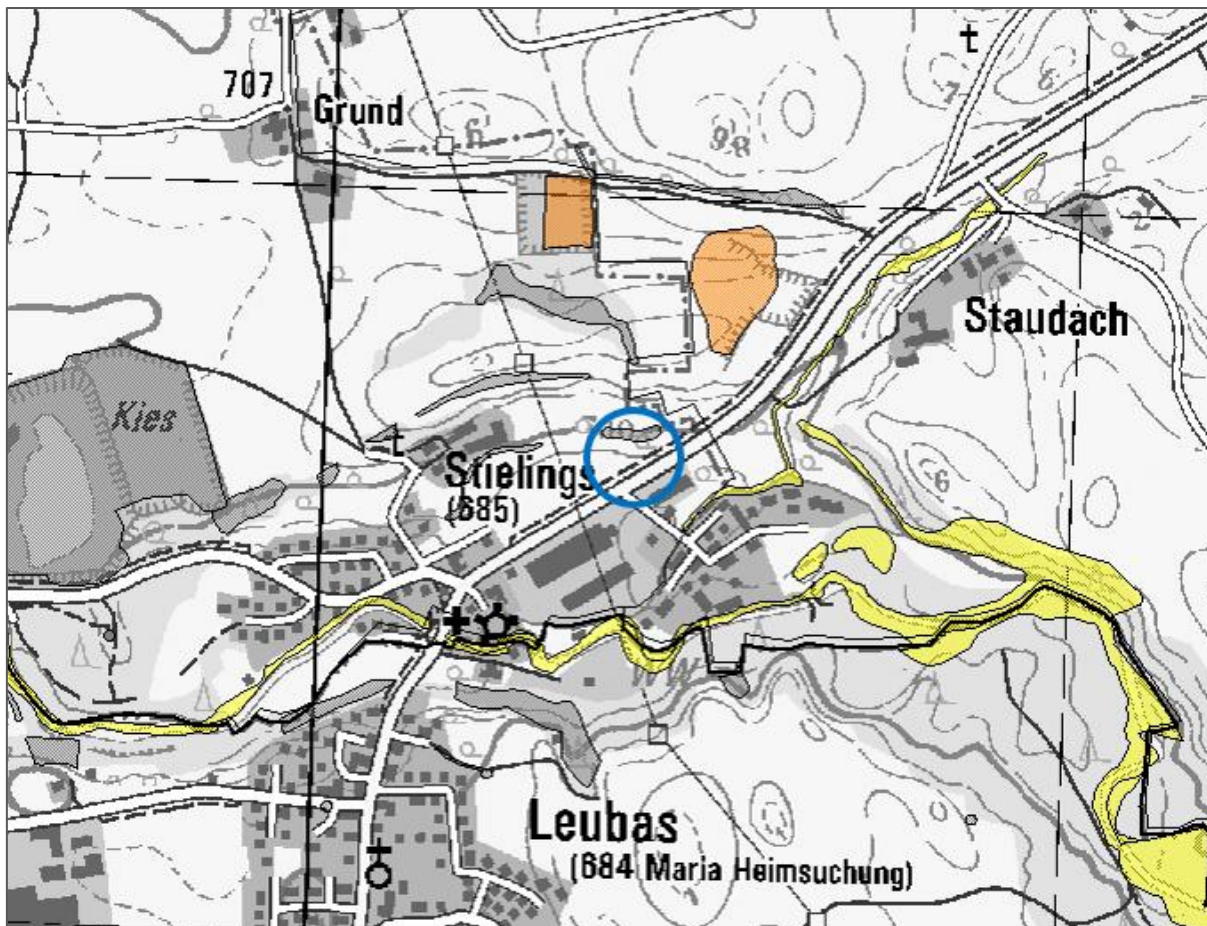 707
Grund
Staudach
Kies
Stielings
(685)
Leubas
(684 Maria Heimsuchung)